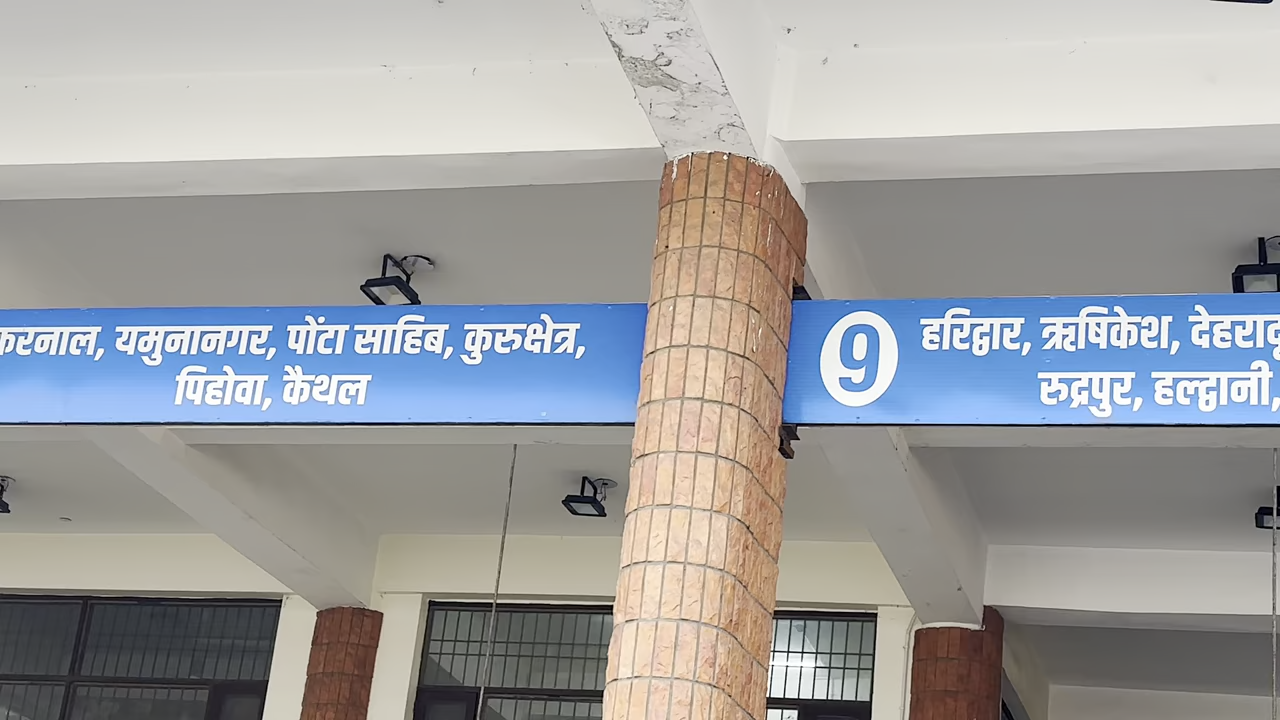 करनाल, यमुनानगर, पोंटा साहिब, कुरुक्षेत्र,
पिहोवा, कैथल
9
हरिद्वार, ऋषिकेश,
रुद्रपुर, हल्द्वानी,